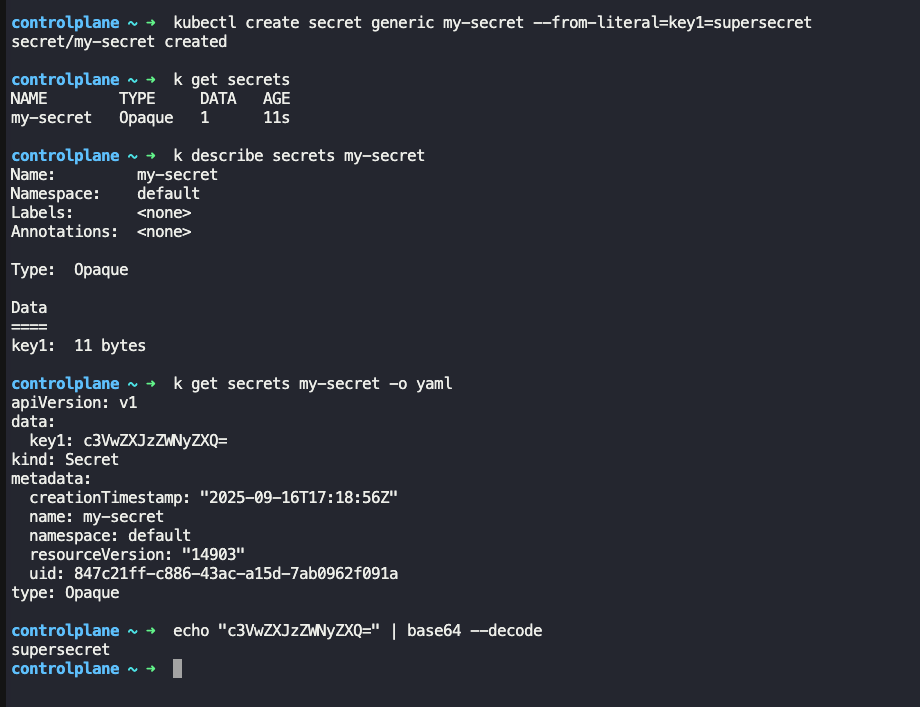 controlplane ~ ➜  kubectl create secret generic my-secret --from-literal=key1=supersecret
secret/my-secret created
controlplane ~ ➜  k get secrets
NAME        TYPE     DATA   AGE
my-secret   Opaque   1      11s
controlplane ~ ➜  k describe secrets my-secret
Name:         my-secret
Namespace:    default
Labels:       <none>
Annotations:  <none>
Type:  Opaque
Data
====
key1:  11 bytes
controlplane ~ ➜  k get secrets my-secret -o yaml
apiVersion: v1
data:
  key1: c3VwZXJzZWNyZXQ=
kind: Secret
metadata:
  creationTimestamp: "2025-09-16T17:18:56Z"
  name: my-secret
  namespace: default
  resourceVersion: "14903"
  uid: 847c21ff-c886-43ac-a15d-7ab0962f091a
type: Opaque
controlplane ~ ➜  echo "c3VwZXJzZWNyZXQ=" | base64 --decode
supersecret
controlplane ~ ➜